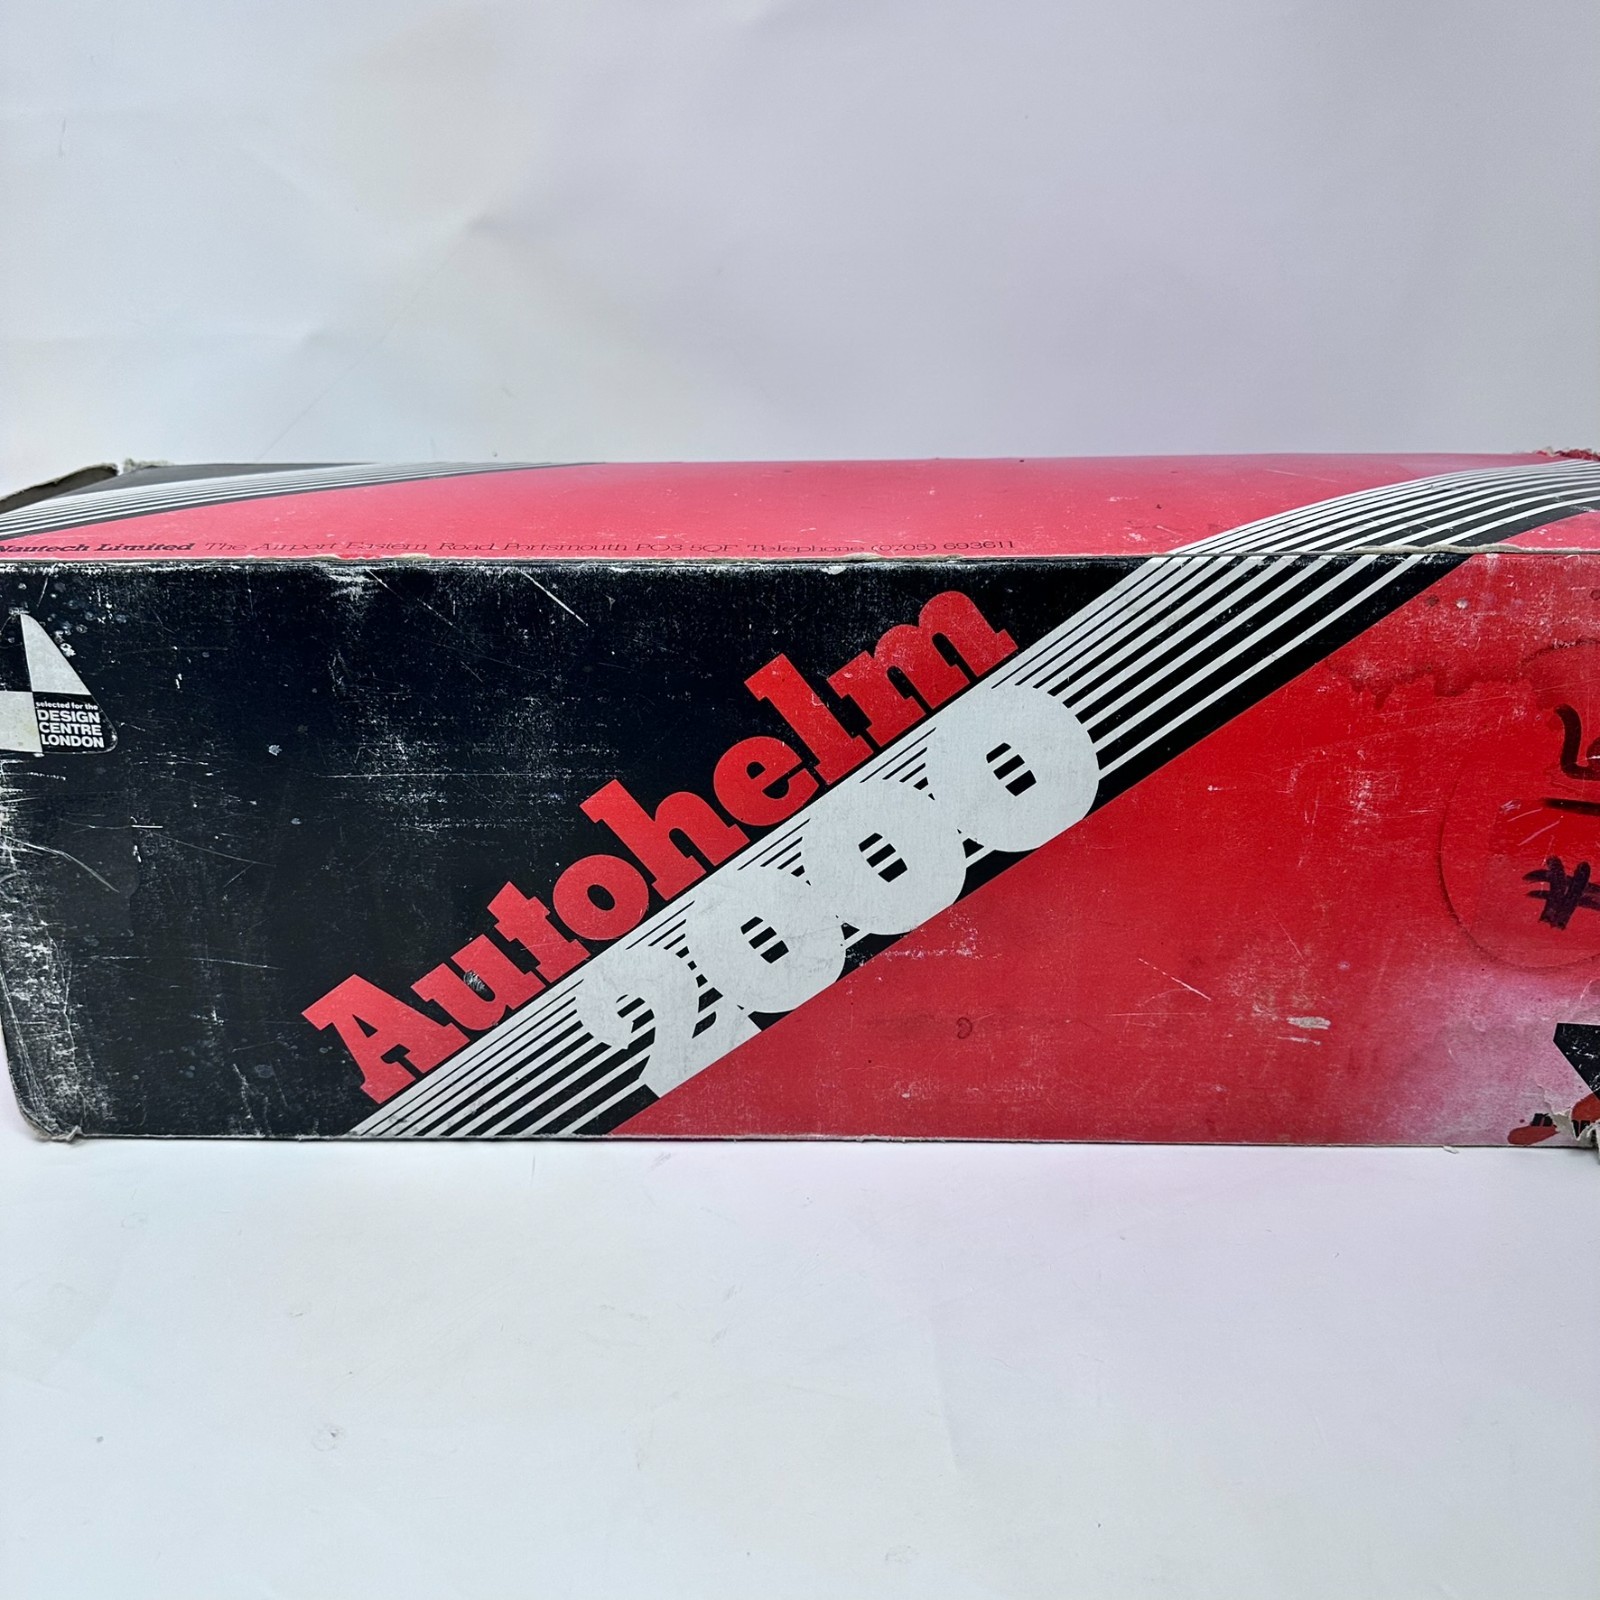 Nautech Limited The Airport Eastern Road Portsmouth PO3 5QF Telephone (0705) 693611
selected for the
DESIGN
CENTRE
LONDON
Autohelm
2000